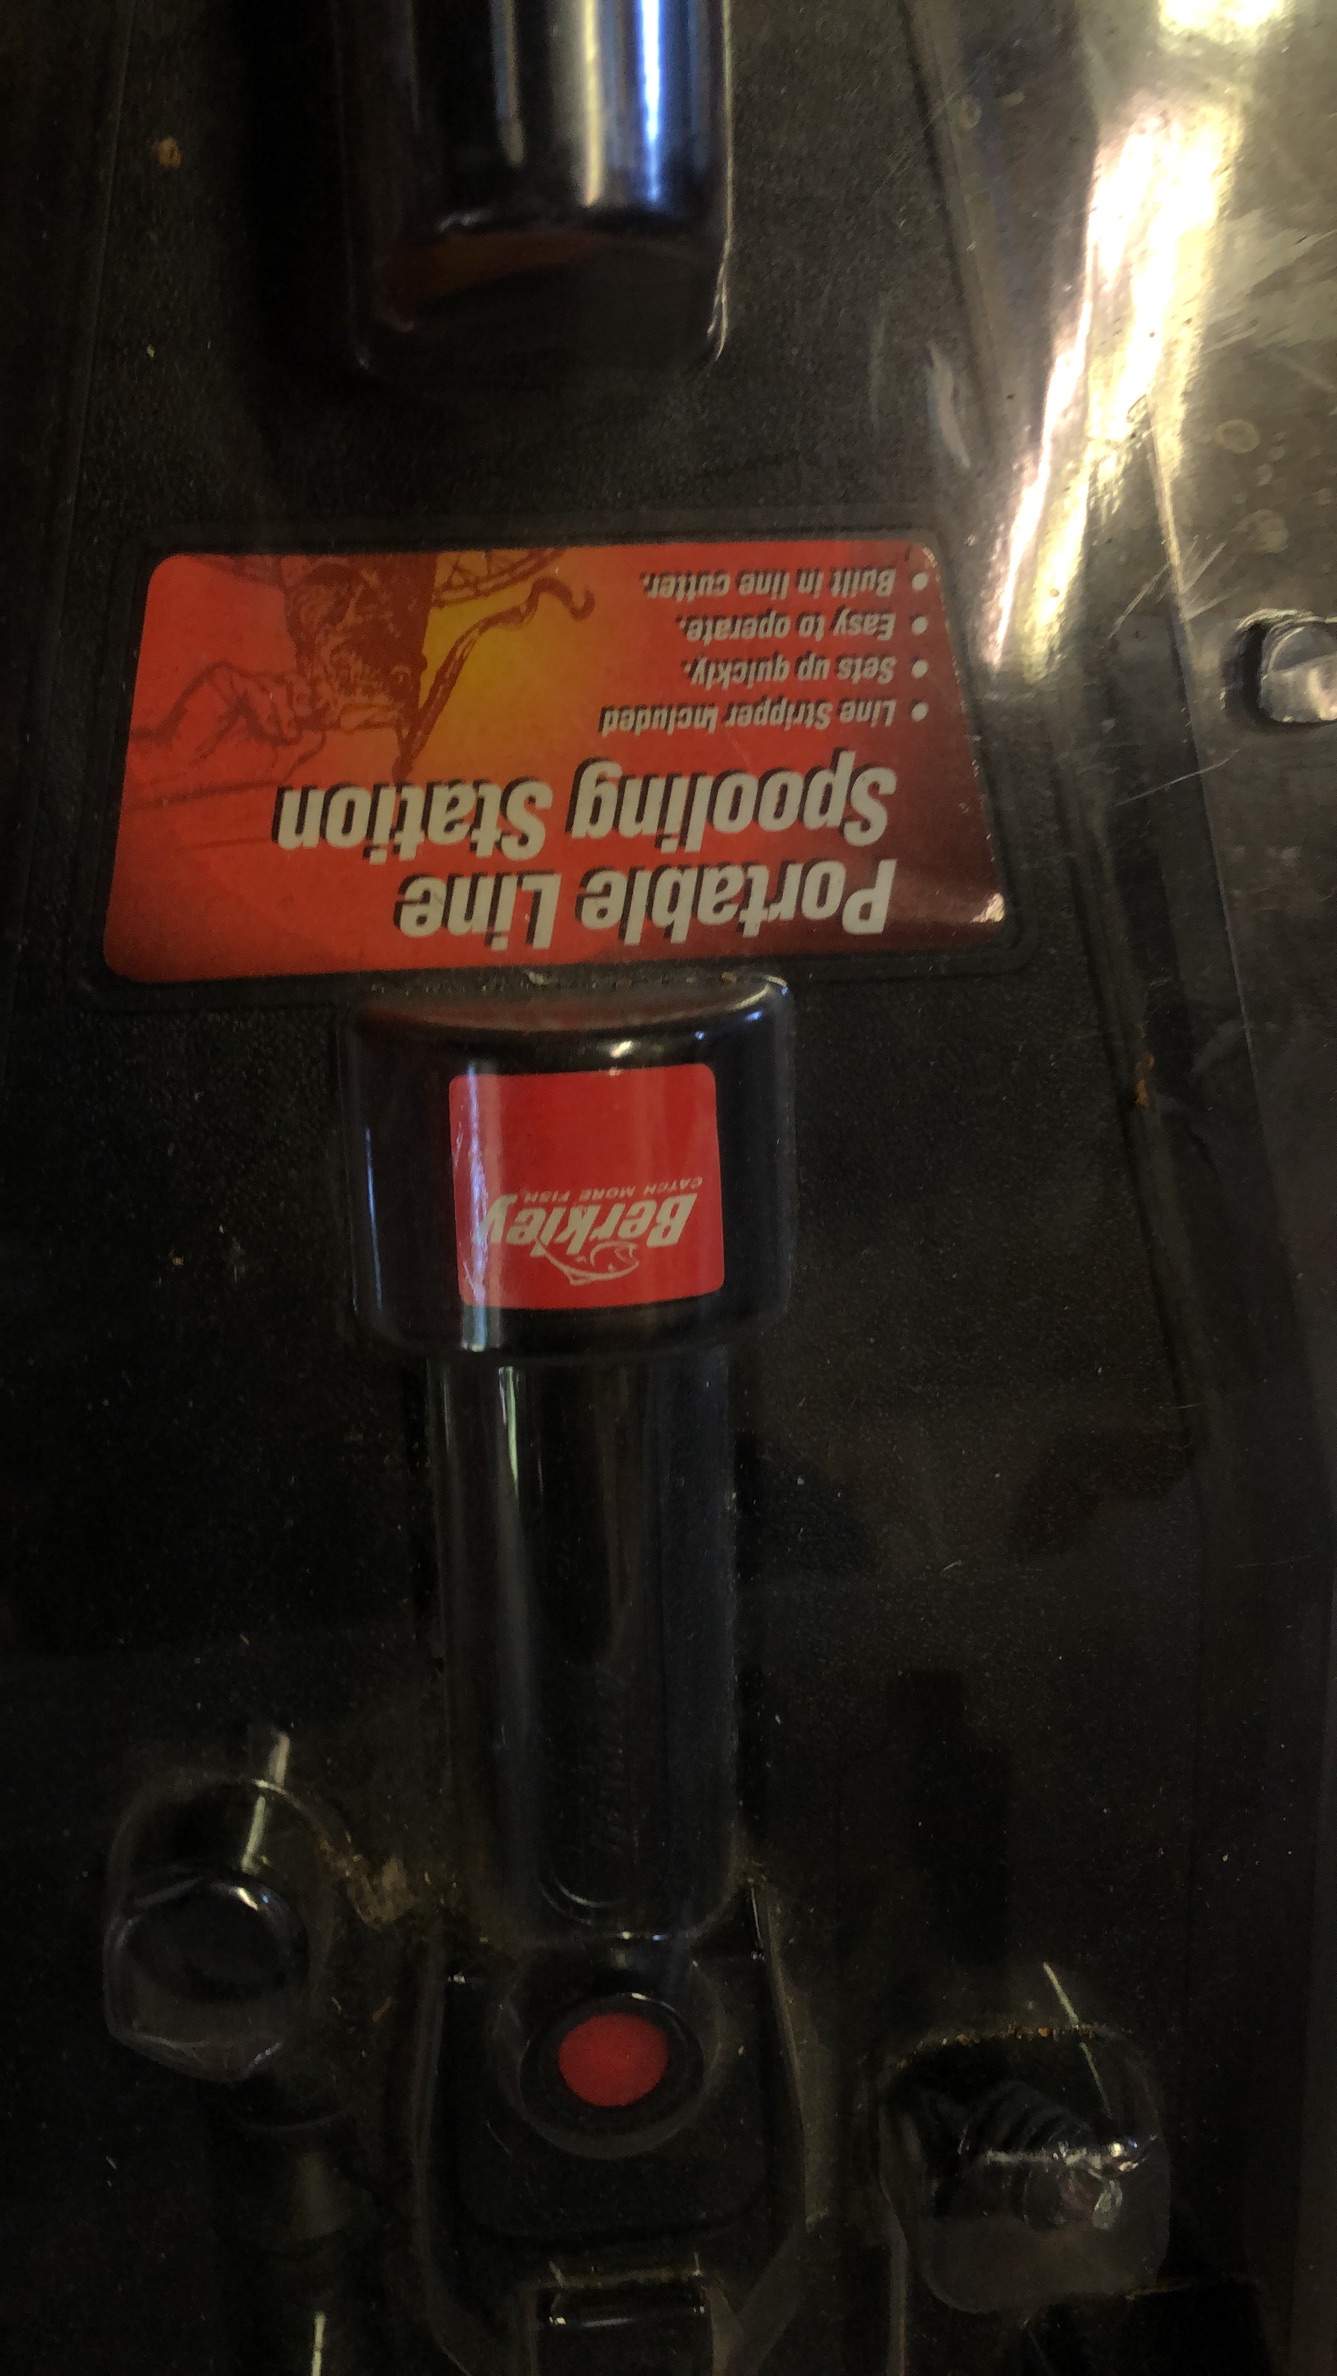 Berkley
CATCH MORE FISH
Portable Line
Spooling Station
• Line Stripper Included
• Sets up quickly.
• Easy to operate.
• Built in line cutter.